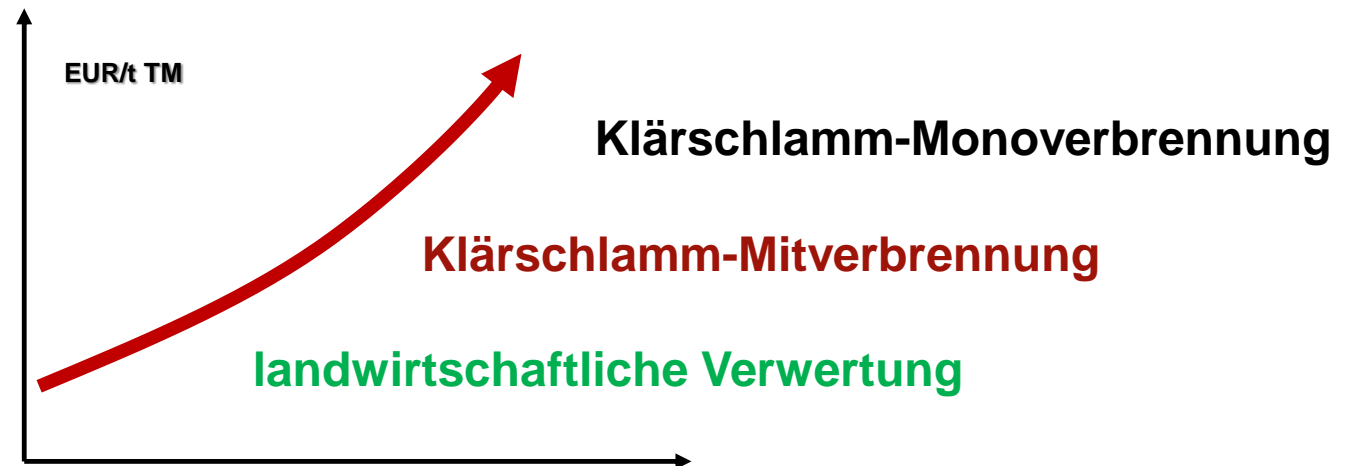 EUR/t TM
Klärschlamm-Monoverbrennung
Klärschlamm-Mitverbrennung
landwirtschaftliche Verwertung